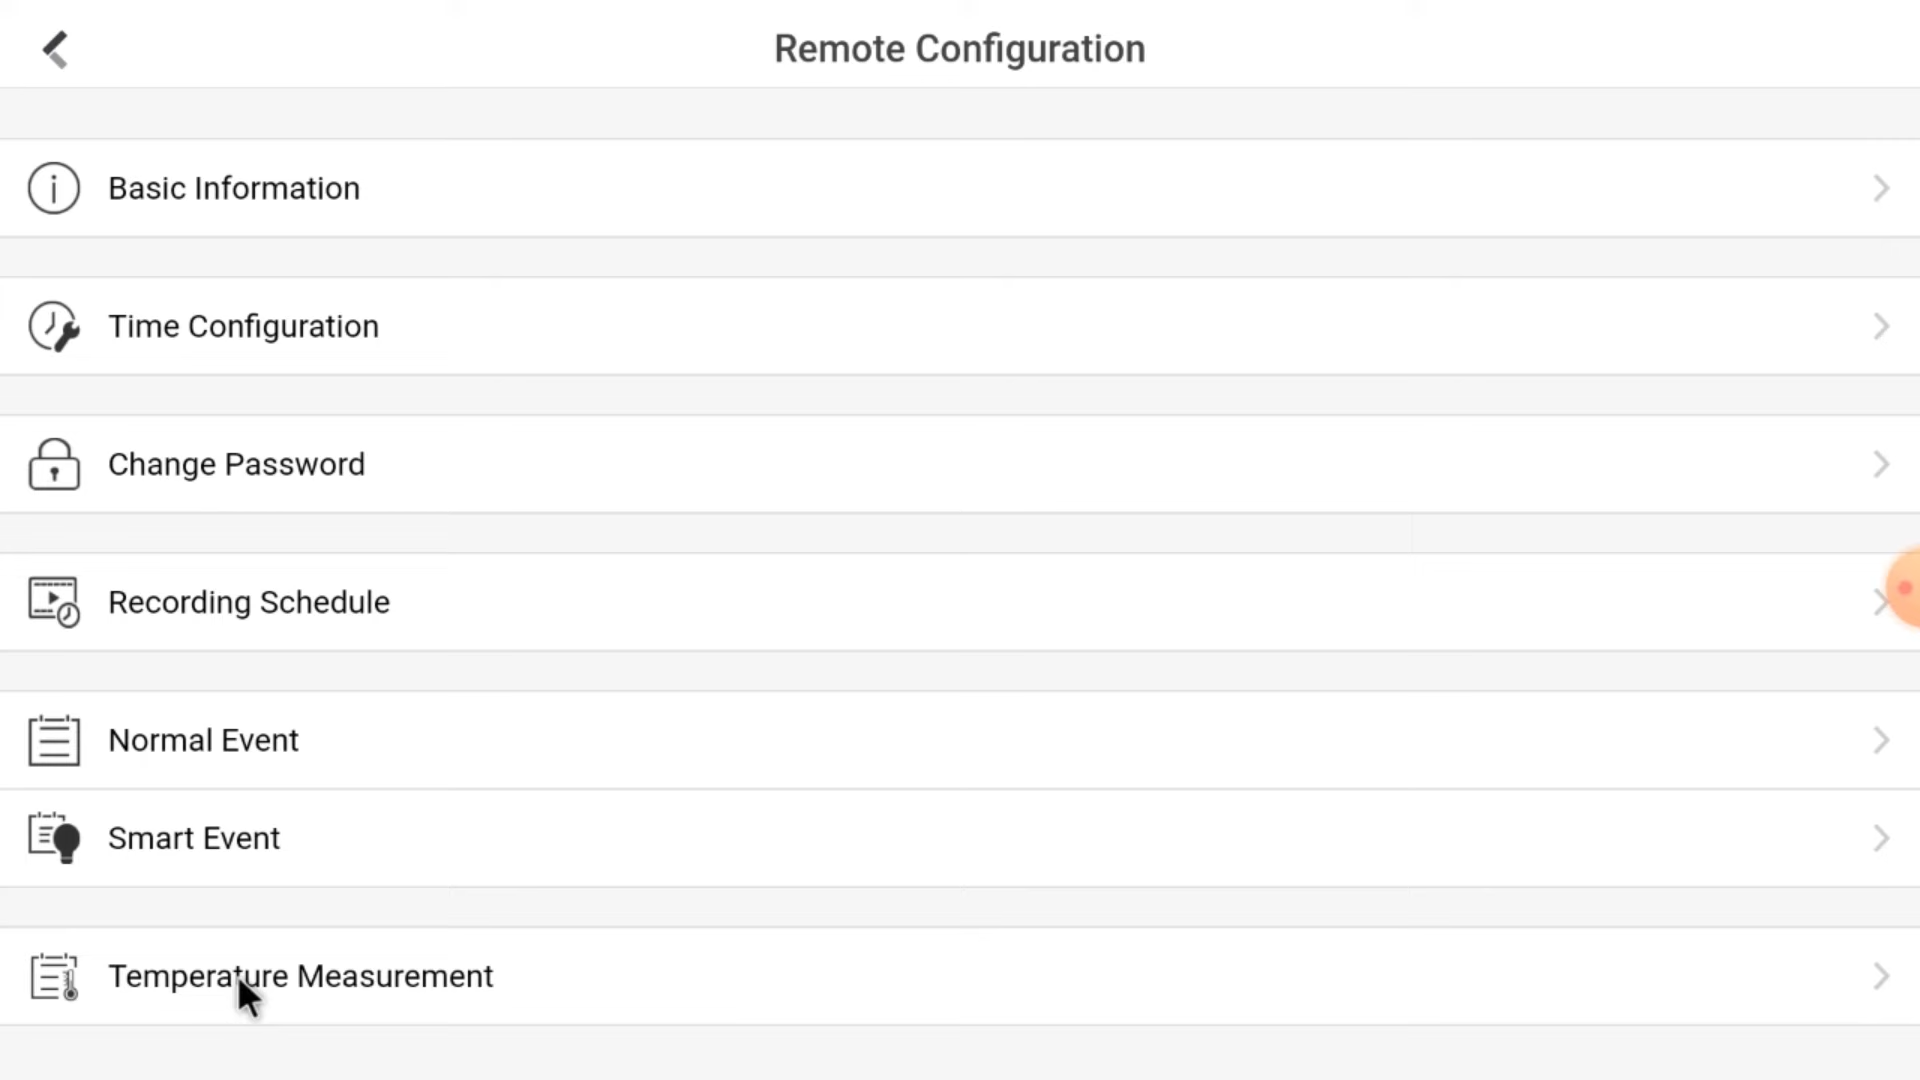 Remote Configuration
Basic Information
Time Configuration
Change Password
Recording Schedule
Normal Event
Smart Event
Temperature Measurement